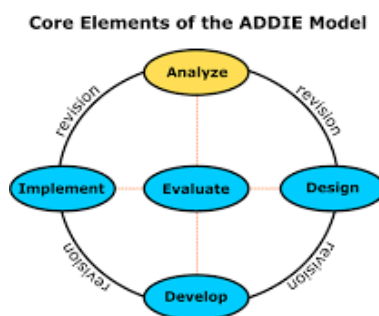 Core Elements of the ADDIE Model
Analyze
revision
revision
Implement
Evaluate
Design
revision
revision
Develop